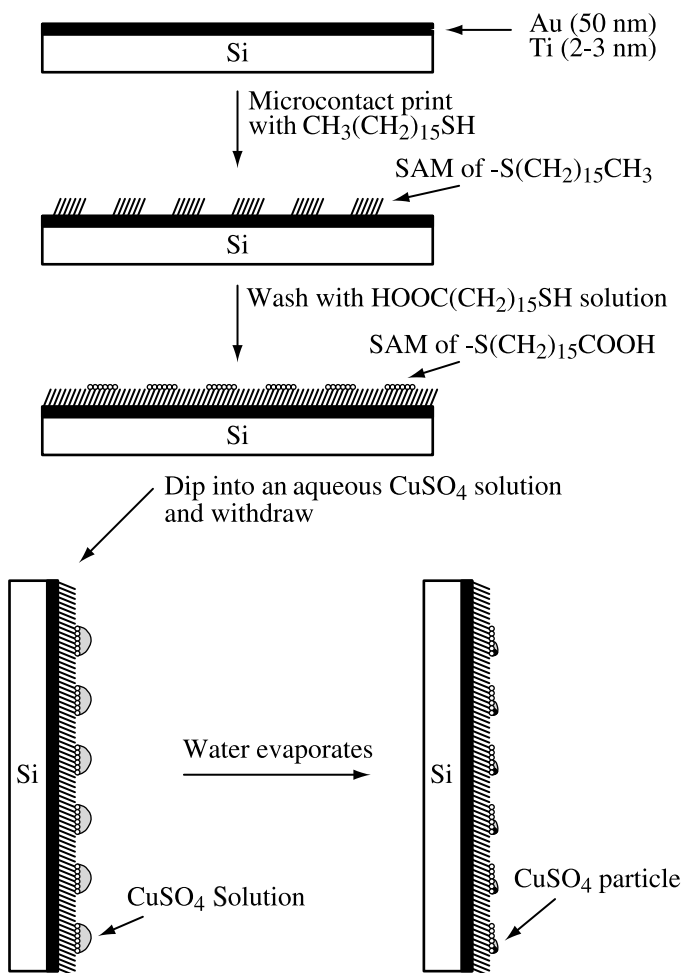 Au (50 nm)
Ti (2-3 nm)
Si
Microcontact print
with CH₃(CH₂)₁₅SH
SAM of -S(CH₂)₁₅CH₃
Si
Wash with HOOC(CH₂)₁₅SH solution
SAM of -S(CH₂)₁₅COOH
Si
Dip into an aqueous CuSO₄ solution
and withdraw
Si
Water evaporates
Si
CuSO₄ Solution
CuSO₄ particle